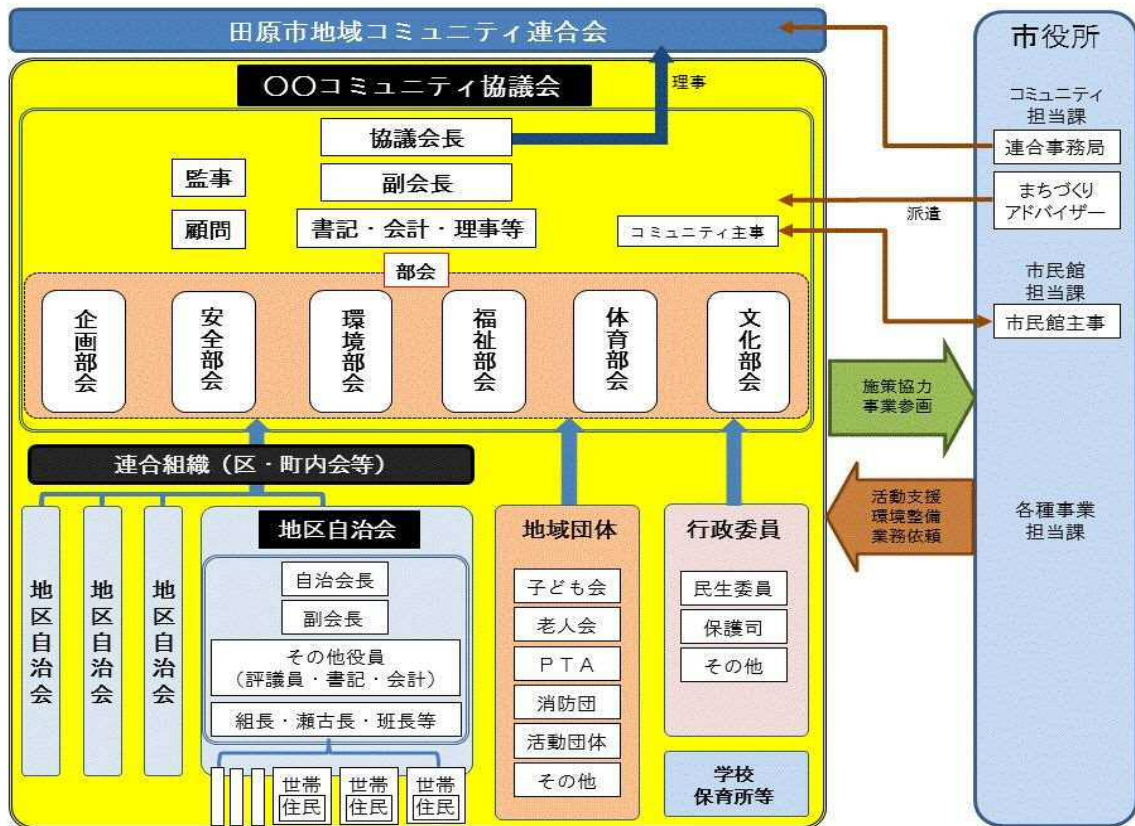 田原市地域コミュニティ連合会
〇〇コミュニティ協議会
理事
協議会長
副会長
書記・会計・理事等
監事
顧問
コミュニティ主事
部会
企画部会
安全部会
環境部会
福祉部会
体育部会
文化部会
連合組織（区・町内会等）
地区自治会
地区自治会
地区自治会
地区自治会
自治会長
副会長
その他役員
（評議員・書記・会計）
組長・瀬古長・班長等
世帯
住民
世帯
住民
世帯
住民
地域団体
子ども会
老人会
ＰＴＡ
消防団
活動団体
その他
行政委員
民生委員
保護司
その他
学校
保育所等
派遣
施策協力
事業参画
活動支援
環境整備
業務依頼
市役所
コミュニティ
担当課
連合事務局
まちづくり
アドバイザー
市民館
担当課
市民館主事
各種事業
担当課